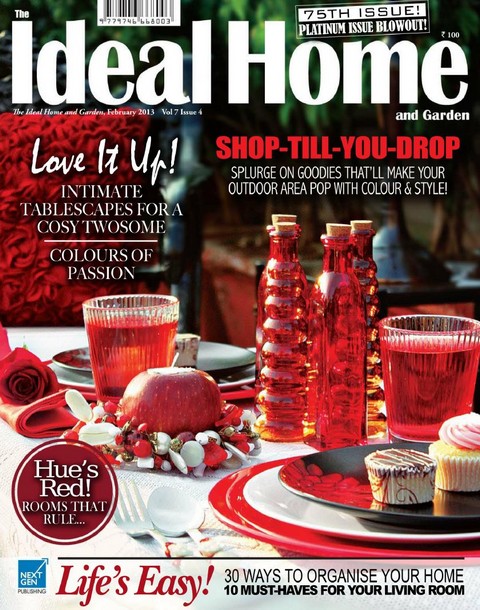 9779746668003
75TH ISSUE!
PLATINUM ISSUE BLOWOUT!
The
Ideal Home
₹ 100
and Garden
The Ideal Home and Garden, February 2013 Vol 7 Issue 4
Love It Up!
INTIMATE
TABLESCAPES FOR A
COSY TWOSOME
COLOURS OF
PASSION
SHOP-TILL-YOU-DROP
SPLURGE ON GOODIES THAT'LL MAKE YOUR
OUTDOOR AREA POP WITH COLOUR & STYLE!
Hue's
Red!
ROOMS THAT
RULE...
NEXT
GEN
PUBLISHING
Life's Easy!
30 WAYS TO ORGANISE YOUR HOME
10 MUST-HAVES FOR YOUR LIVING ROOM